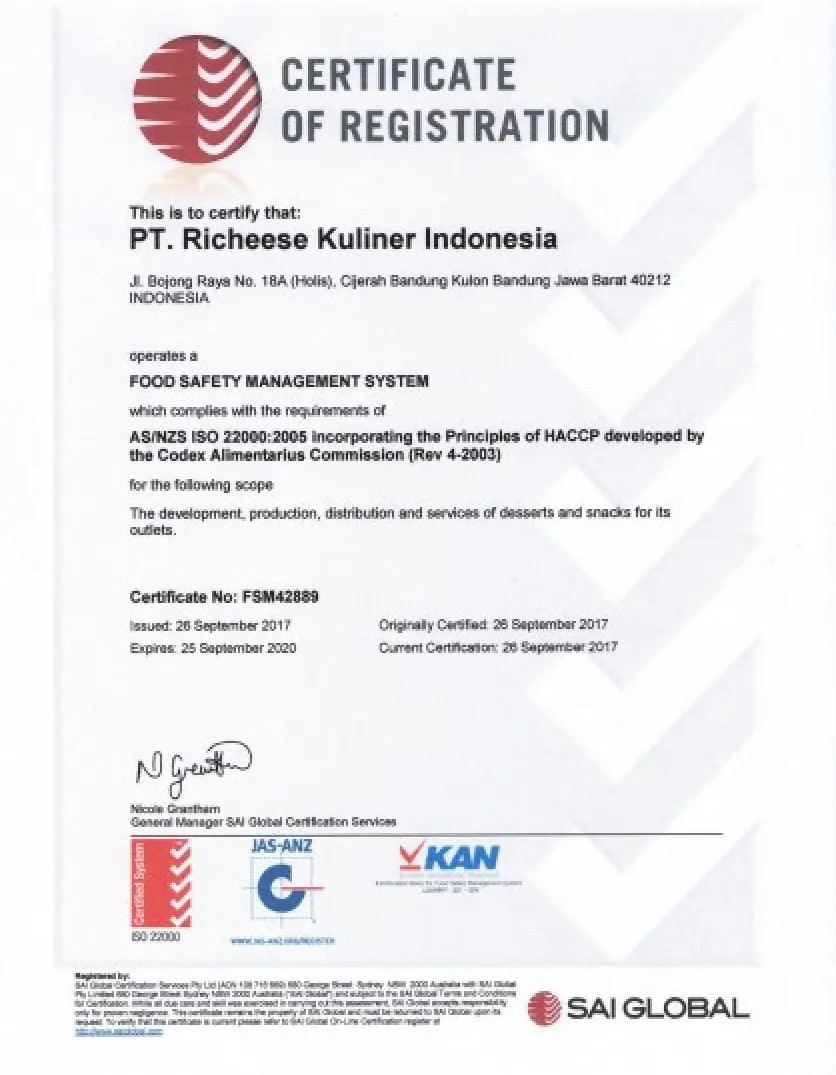 CERTIFICATE
OF REGISTRATION
This is to certify that:
PT. Richeese Kuliner Indonesia
Jl. Bojong Raya No. 18A (Holis), Cijerah Bandung Kulon Bandung Jawa Barat 40212
INDONESIA
operates a
FOOD SAFETY MANAGEMENT SYSTEM
which complies with the requirements of
AS/NZS ISO 22000:2005 incorporating the Principles of HACCP developed by
the Codex Alimentarius Commission (Rev 4-2003)
for the following scope
The development, production, distribution and services of desserts and snacks for its
outlets.
Certificate No: FSM42889
Issued: 26 September 2017 Originally Certified: 26 September 2017
Expires: 25 September 2020 Current Certification: 26 September 2017
N Grantham
Nicole Grantham
General Manager SAI Global Certification Services
Certified System
ISO 22000
JAS-ANZ
WWW.JAS-ANZ.ORG/REGISTER
KAN
Registered by:
SAI Global Certification Services Pty Ltd (ACN 108 716 669) 680 George Street Sydney NSW 2000 Australia with SAI Global
Pty Limited 680 George Street Sydney NSW 2000 Australia ("SAI Global") and subject to the SAI Global Terms and Conditions
for Certification. While all due care and skill was exercised in carrying out this assessment, SAI Global accepts responsibility
only for proven negligence. This certificate remains the property of SAI Global and must be returned to SAI Global upon its
request. To verify that this certificate is current please refer to SAI Global On-Line Certification register at
http://www.saiglobal.com
SAI GLOBAL